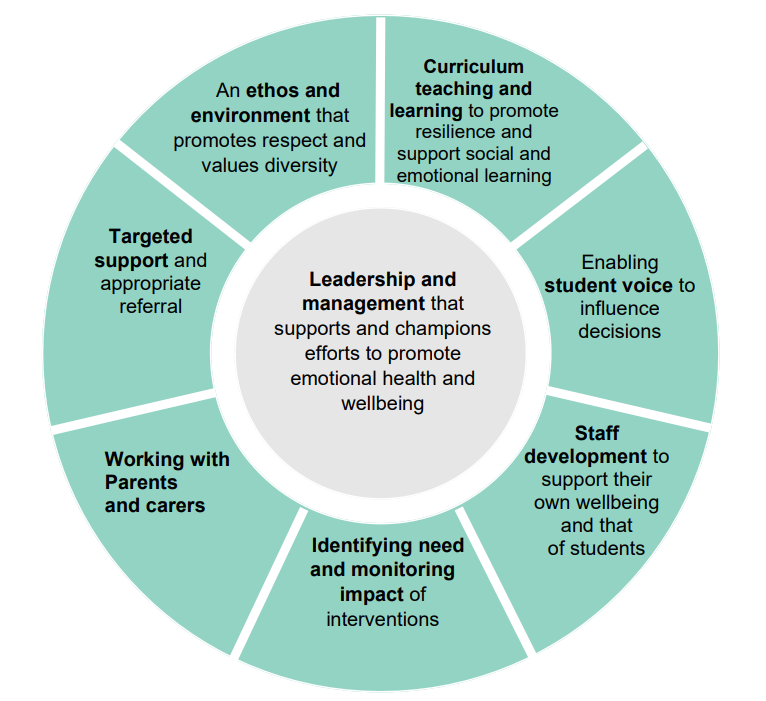 An ethos and
environment that
promotes respect and
values diversity
Curriculum
teaching and
learning to promote
resilience and
support social and
emotional learning
Enabling
student voice to
influence
decisions
Staff
development to
support their
own wellbeing
and that
of students
Identifying need
and monitoring
impact of
interventions
Working with
Parents
and carers
Targeted
support and
appropriate
referral
Leadership and
management that
supports and champions
efforts to promote
emotional health and
wellbeing